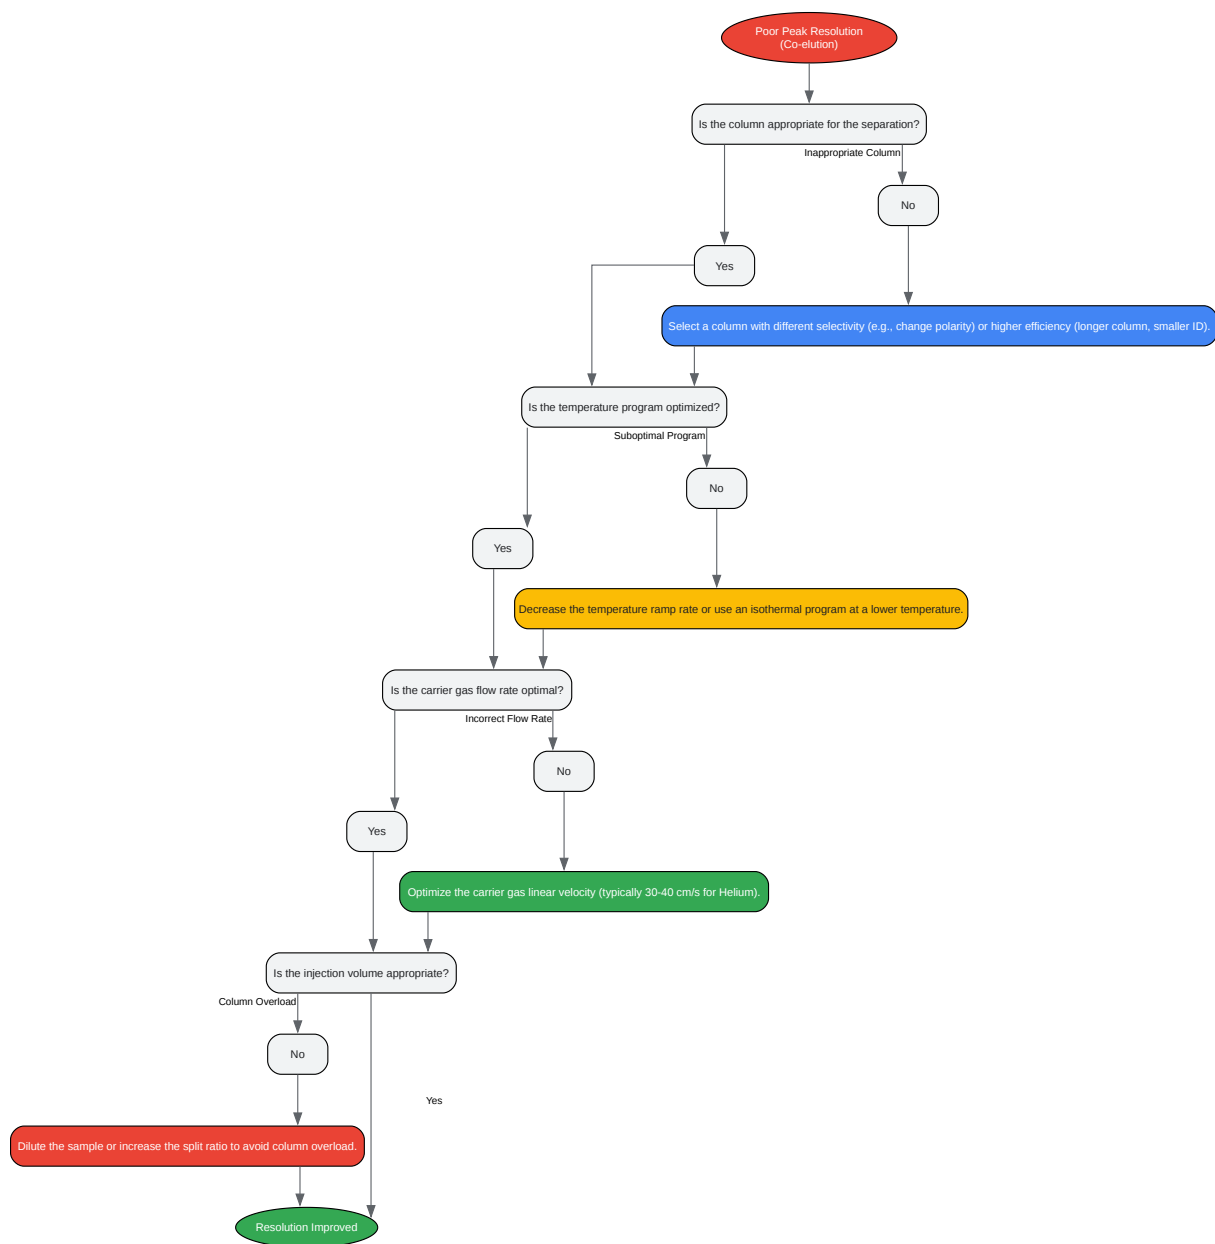 Poor Peak Resolution
(Co-elution)
Is the column appropriate for the separation?
Inappropriate Column
No
Yes
Select a column with different selectivity (e.g., change polarity) or higher efficiency (longer column, smaller ID).
Is the temperature program optimized?
Suboptimal Program
No
Yes
Decrease the temperature ramp rate or use an isothermal program at a lower temperature.
Is the carrier gas flow rate optimal?
Incorrect Flow Rate
No
Yes
Optimize the carrier gas linear velocity (typically 30-40 cm/s for Helium).
Is the injection volume appropriate?
Column Overload
No
Yes
Dilute the sample or increase the split ratio to avoid column overload.
Resolution Improved